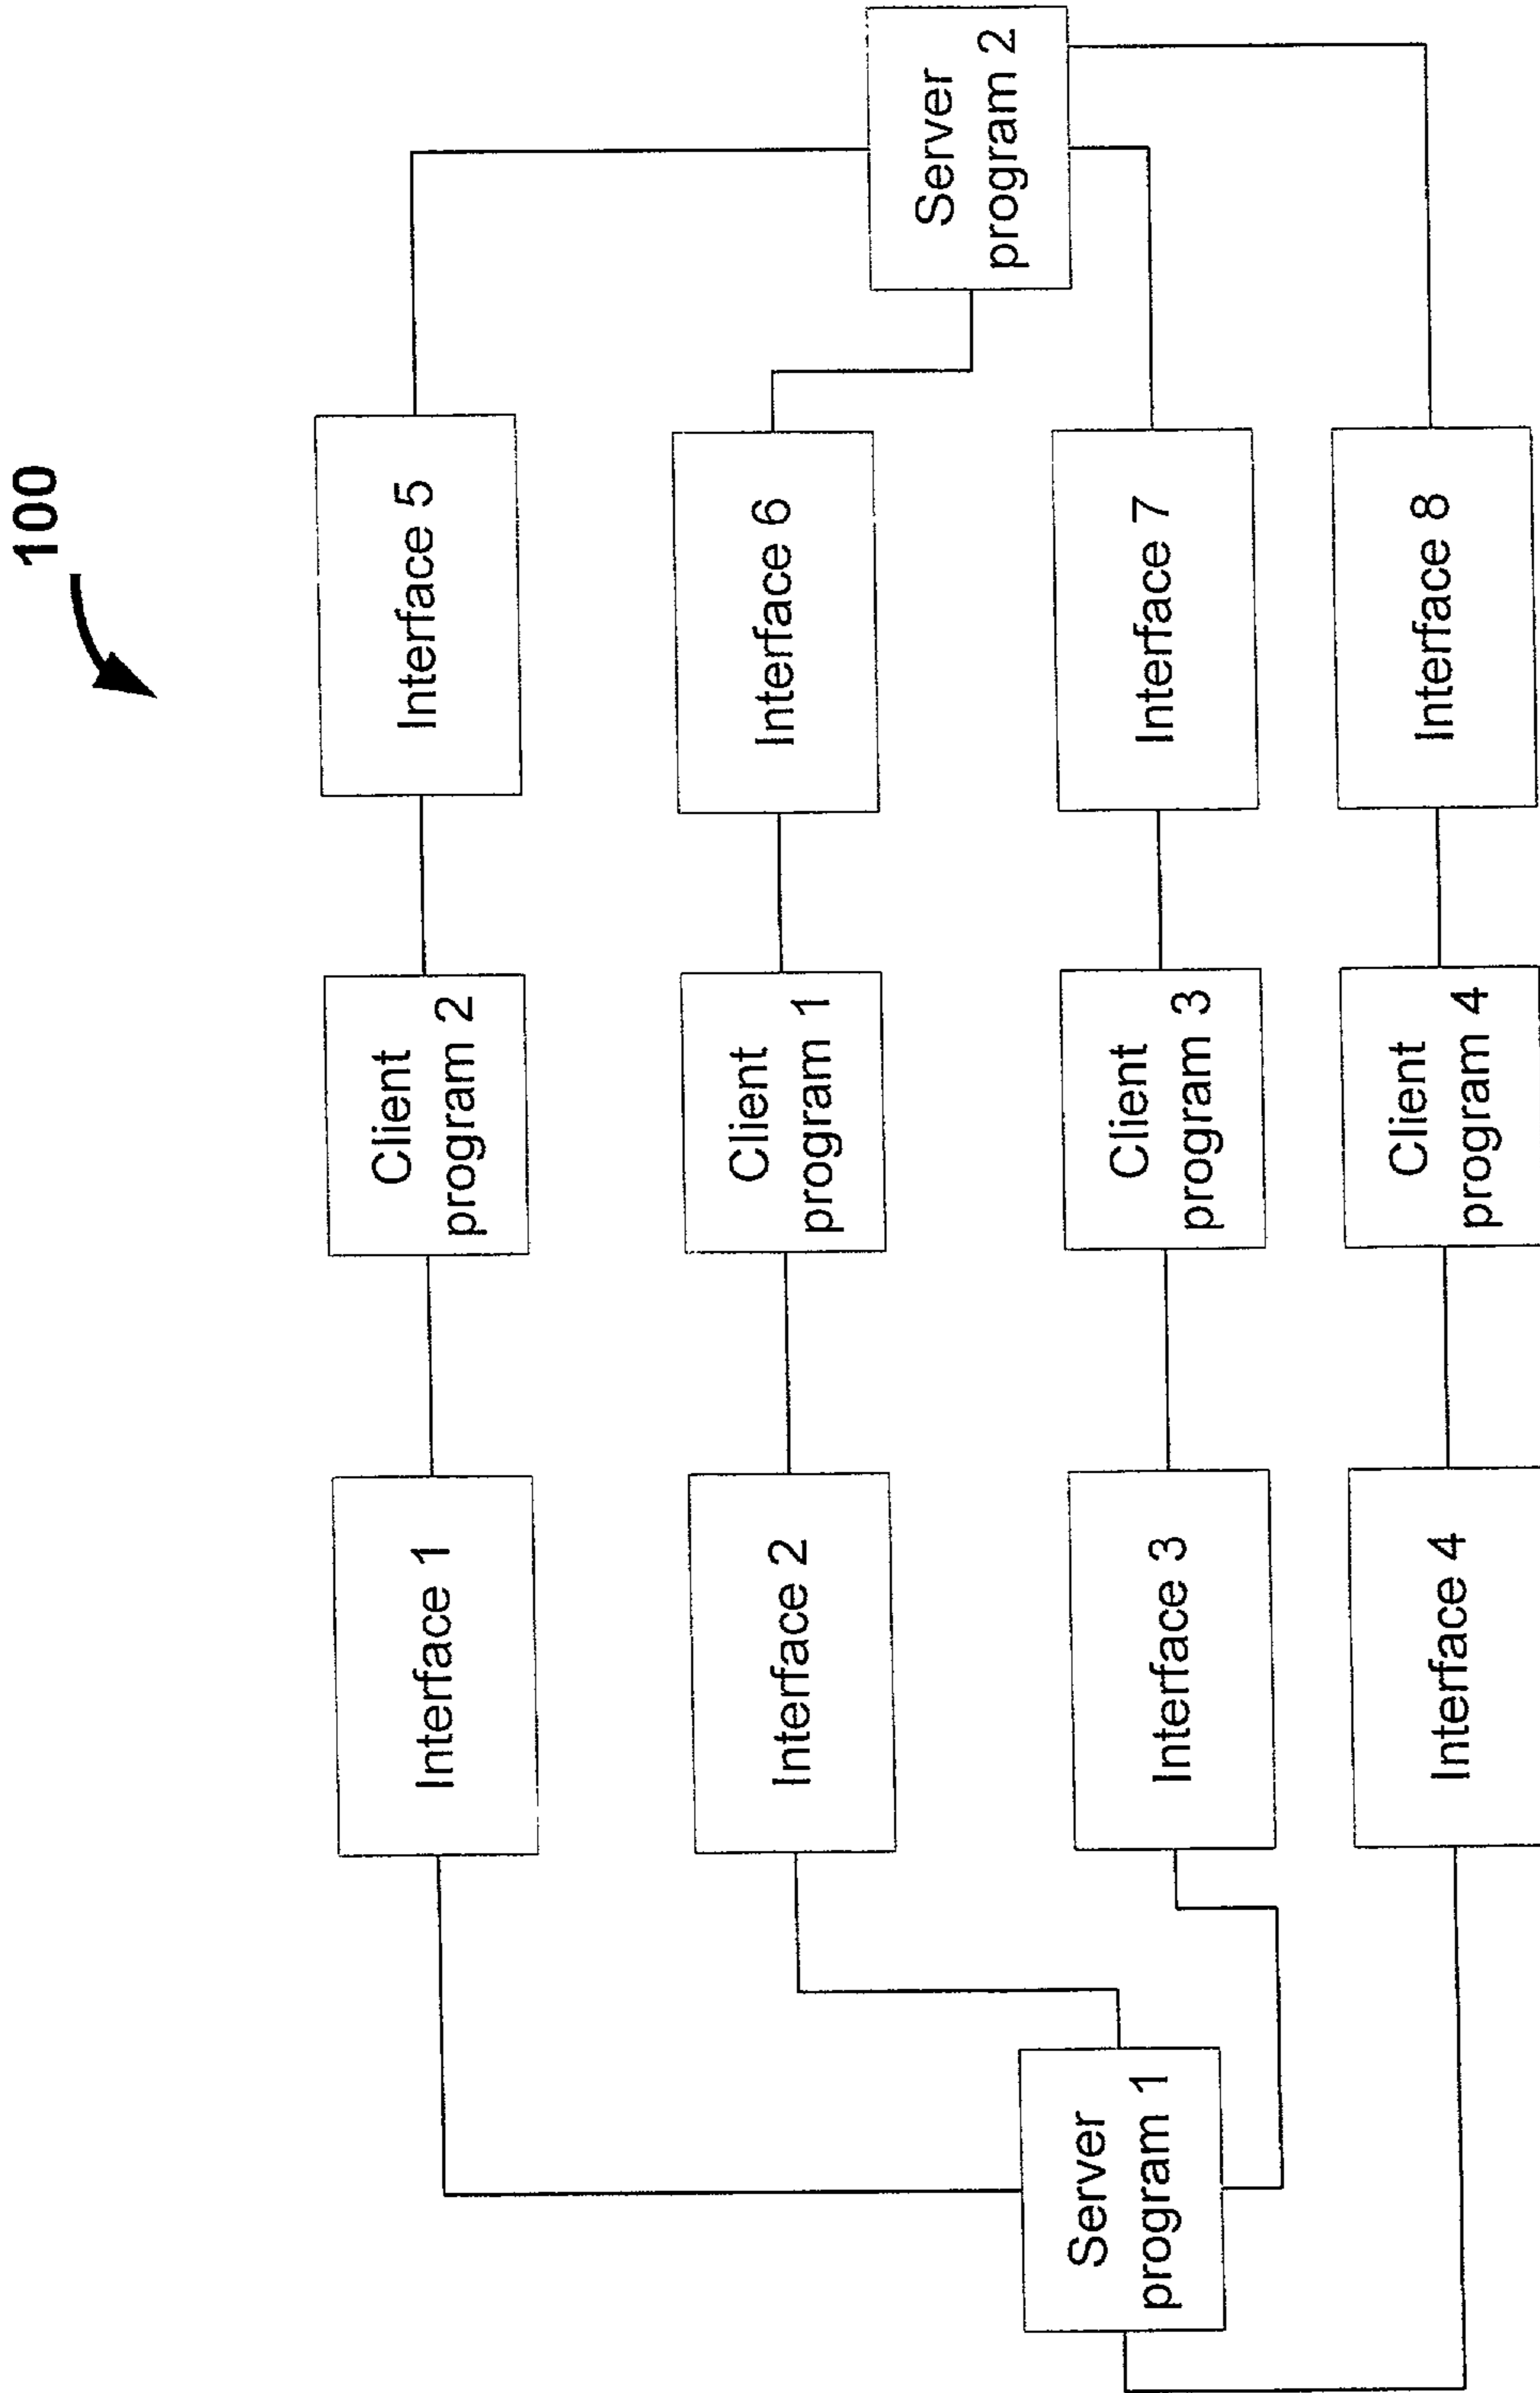 100
Interface 5
Interface 6
Interface 7
Interface 8
Server
program 2
Client
program 2
Client
program 1
Client
program 3
Client
program 4
Interface 1
Interface 2
Interface 3
Interface 4
Server
program 1